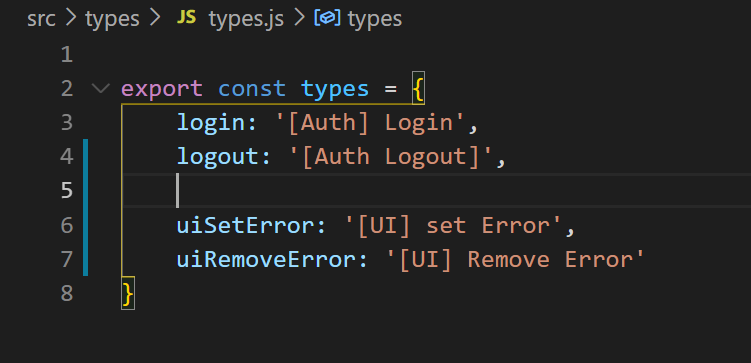 src > types > JS types.js > types
1
2 export const types = {
3 login: '[Auth] Login',
4 logout: '[Auth Logout]',
5
6 uiSetError: '[UI] set Error',
7 uiRemoveError: '[UI] Remove Error'
8 }